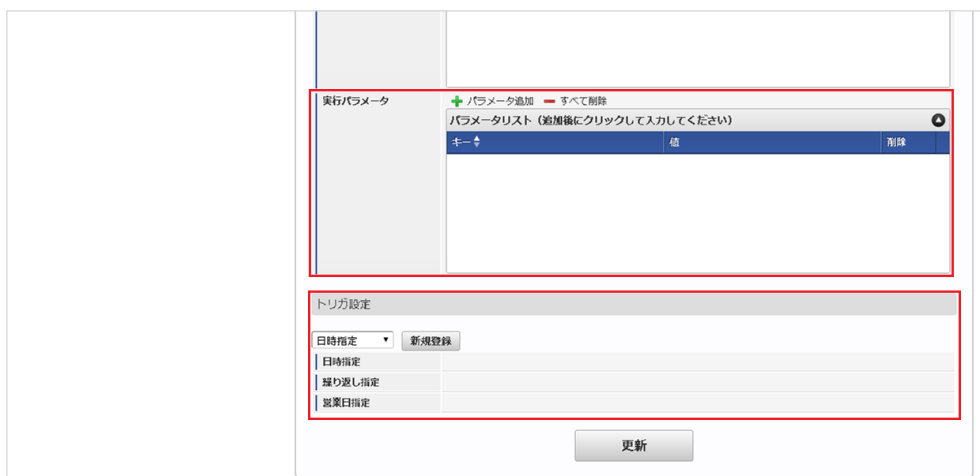 実行パラメータ
パラメータ追加 すべて削除
パラメータリスト（追加後にクリックして入力してください）
キー 値 削除
トリガ設定
日時指定 新規登録
日時指定
繰り返し指定
営業日指定
更新